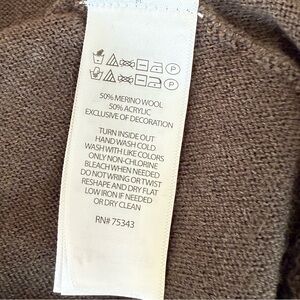 P
P
50% MERINO WOOL
50% ACRYLIC
EXCLUSIVE OF DECORATION
TURN INSIDE OUT
HAND WASH COLD
WASH WITH LIKE COLORS
ONLY NON-CHLORINE
BLEACH WHEN NEEDED
DO NOT WRING OR TWIST
RESHAPE AND DRY FLAT
LOW IRON IF NEEDED
OR DRY CLEAN
RN# 75343